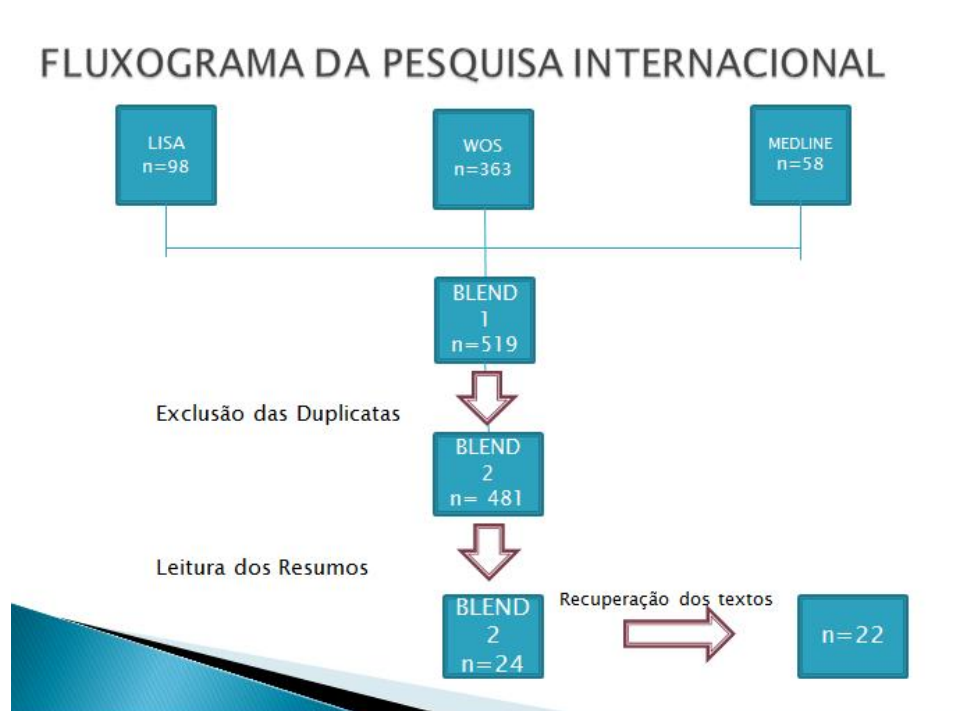 FLUXOGRAMA DA PESQUISA INTERNACIONAL
LISA
n=98
WOS
n=363
MEDLINE
n=58
BLEND
1
n=519
Exclusão das Duplicatas
BLEND
2
n= 481
Leitura dos Resumos
BLEND
2
n=24
Recuperação dos textos
n=22